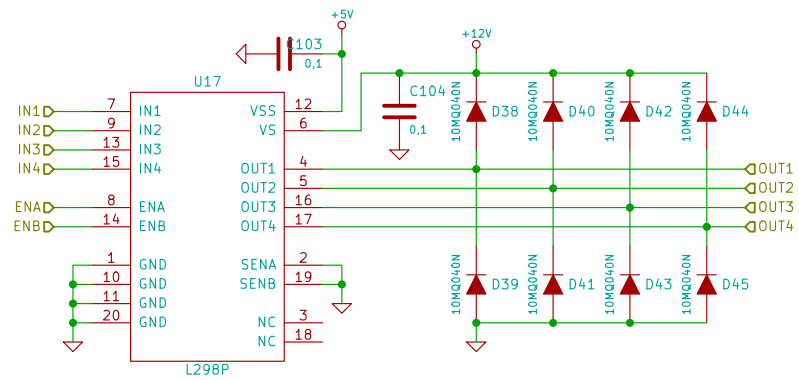 +5V
C103
0,1
+12V
U17
C104
0,1
10MQ040N
D38
10MQ040N
D40
10MQ040N
D42
10MQ040N
D44
IN1 7 IN1 VSS 12
IN2 9 IN2 VS 6
IN3 13 IN3
IN4 15 IN4 OUT1 4 OUT1
OUT2 5 OUT2
ENA 8 ENA OUT3 16 OUT3
ENB 14 ENB OUT4 17 OUT4
1 GND SENA 2
10 GND SENB 19
11 GND
20 GND NC 3
NC 18
L298P
10MQ040N
D39
10MQ040N
D41
10MQ040N
D43
10MQ040N
D45